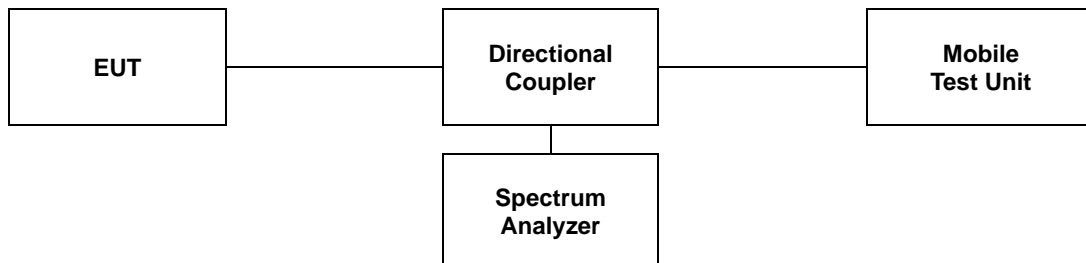 EUT
Directional
Coupler
Mobile
Test Unit
Spectrum
Analyzer